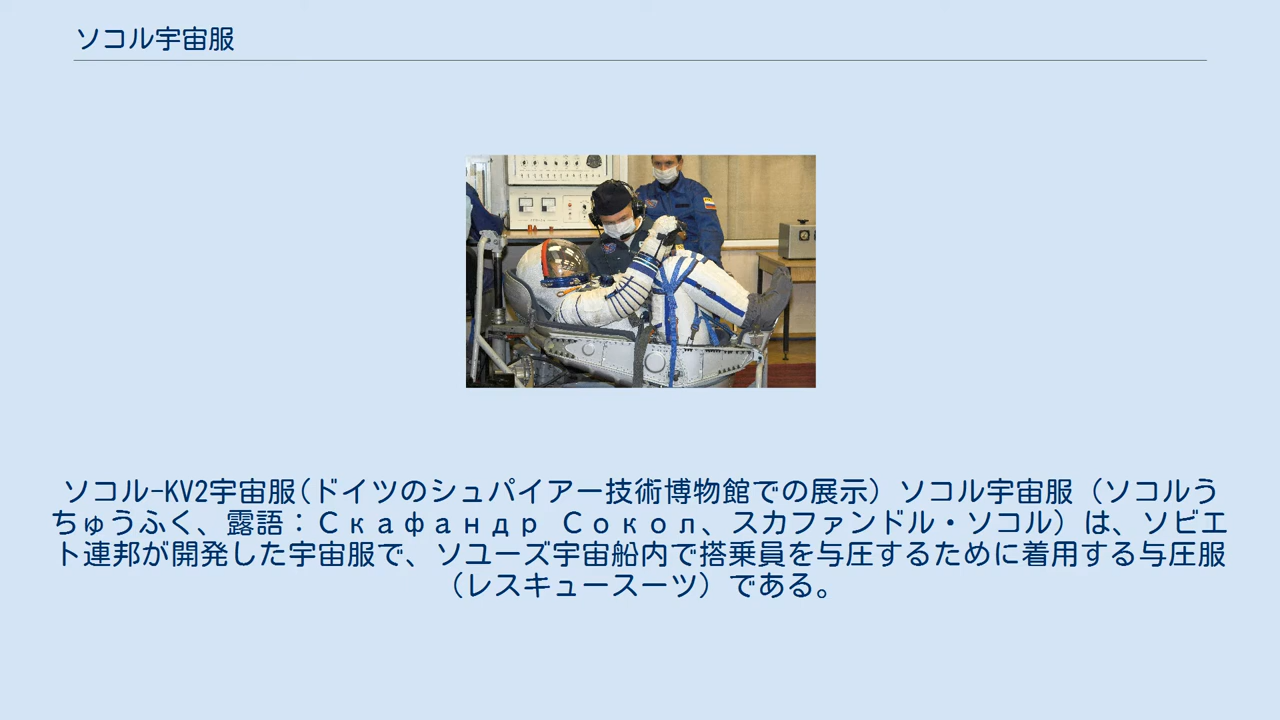 ソコル宇宙服
ソコル-KV2宇宙服(ドイツのシュパイアー技術博物館での展示) ソコル宇宙服（ソコルう
ちゅうふく、露語：Ｓкафандр Сокол、スカファンドル・ソコル）は、ソビエ
ト連邦が開発した宇宙服で、ソユーズ宇宙船内で搭乗員を与圧するために着用する与圧服
（レスキュースーツ）である。